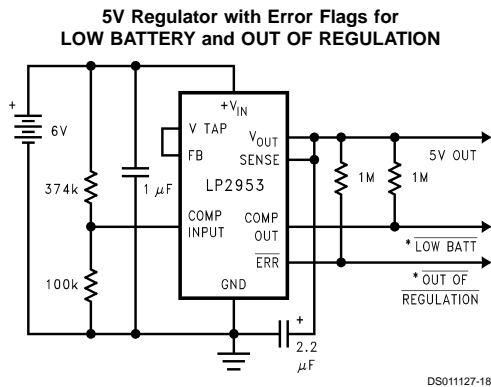 5V Regulator with Error Flags for
LOW BATTERY and OUT OF REGULATION
+VIN
+
6V
V TAP
FB
VOUT
SENSE
5V OUT
374k
1 μF
LP2953
1M
1M
COMP
INPUT
COMP
OUT
* LOW BATT
ERR
100k
GND
* OUT OF
REGULATION
+
2.2
μF
DS011127-18